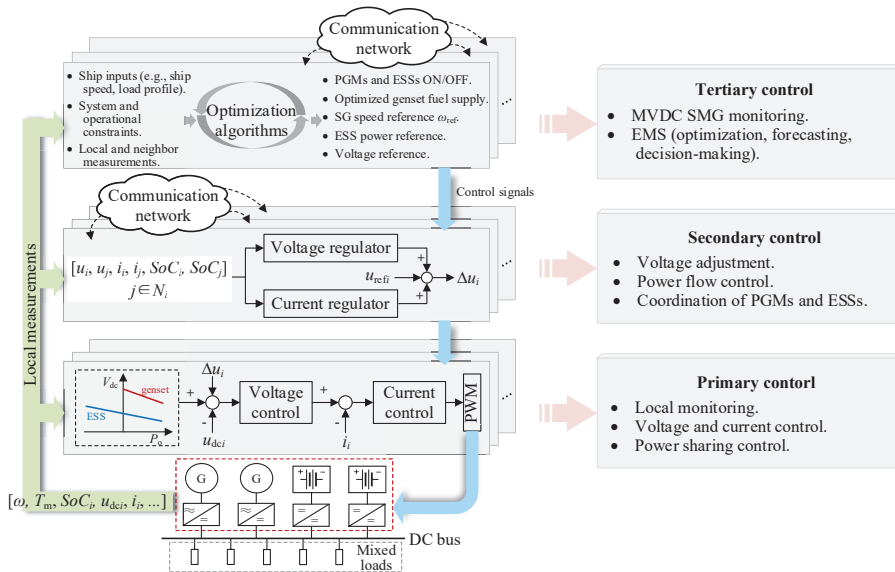 Communication
network
• Ship inputs (e.g., ship
speed, load profile).
• System and
operational
constraints.
• Local and neighbor
measurements.
Optimization
algorithms
• PGMs and ESSs ON/OFF.
• Optimized genset fuel supply.
• SG speed reference ωref.
• ESS power reference.
• Voltage reference.
...
Tertiary control
• MVDC SMG monitoring.
• EMS (optimization, forecasting,
decision-making).
Control signals
Communication
network
[ui, uj, ii, ij, SoCi, SoCj]
j∈Ni
Voltage regulator
Current regulator
urefi
+
+
Δui
...
Secondary control
• Voltage adjustment.
• Power flow control.
• Coordination of PGMs and ESSs.
Local measurements
Vdc
genset
ESS
Po
Δui
+
-
udci
Voltage
control
+
-
ii
Current
control
PWM
...
Primary contorl
• Local monitoring.
• Voltage and current control.
• Power sharing control.
[ω, Tm, SoCi, udci, ii, ...]
G
G
+ -
+ -
≈ =
≈ =
= =
= =
DC bus
Mixed
loads